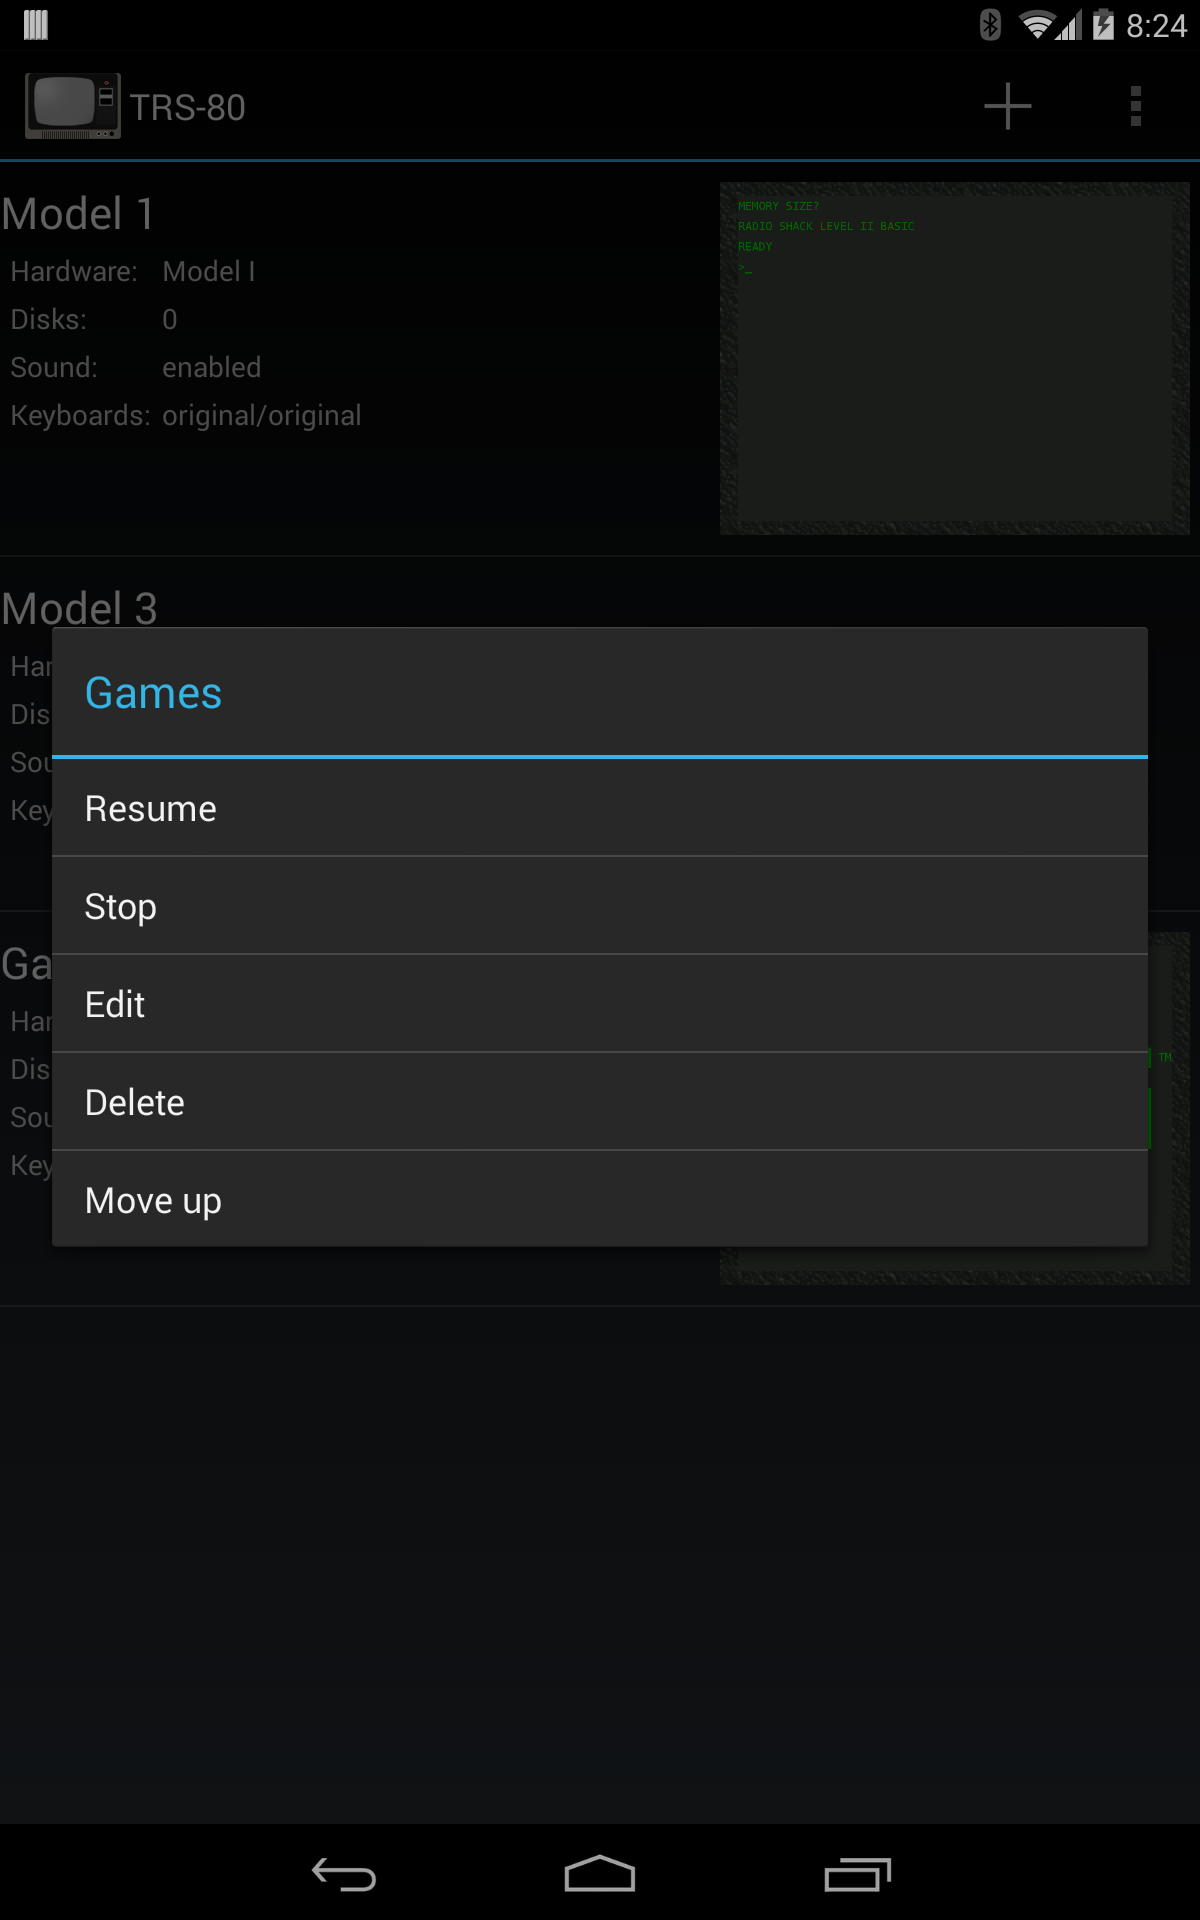 8:24
TRS-80
Model 1
Hardware: Model I
Disks: 0
Sound: enabled
Keyboards: original/original
MEMORY SIZE?
RADIO SHACK LEVEL II BASIC
READY
>_
Model 3
Har
Dis
Sou
Key
Games
Resume
Stop
Edit
Delete
Move up
Ga
Har
Dis
Sou
Key
TM